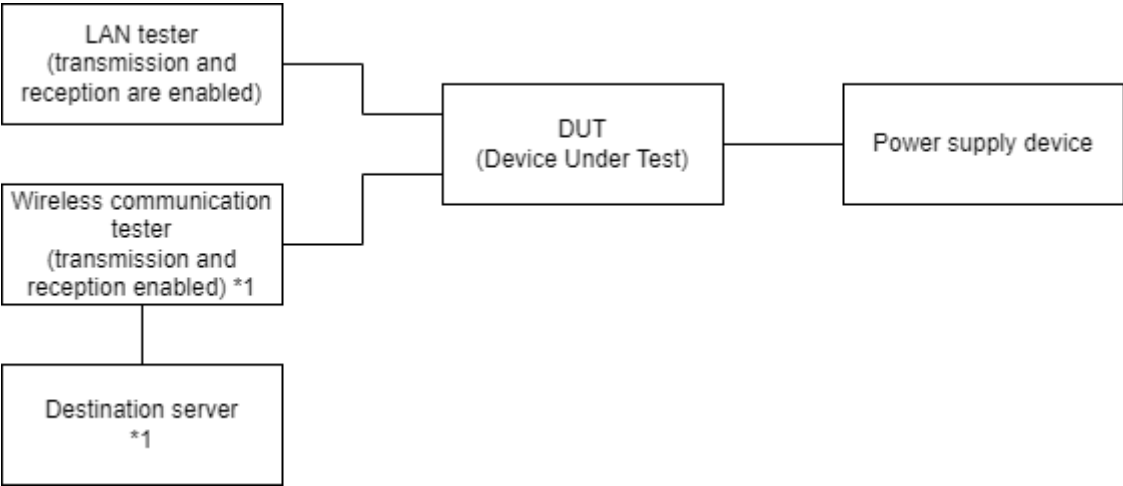 LAN tester
(transmission and
reception are enabled)
DUT
(Device Under Test)
Power supply device
Wireless communication
tester
(transmission and
reception enabled) *1
Destination server
*1